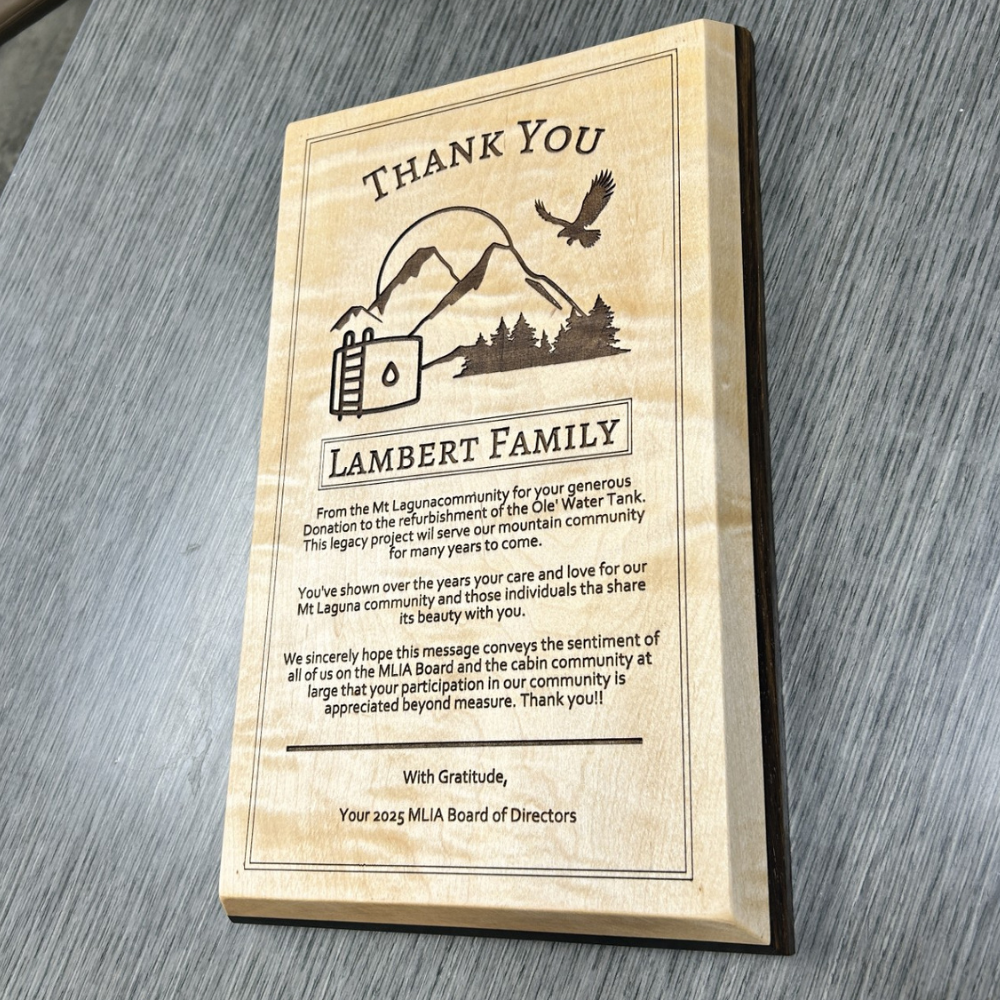 THANK YOU
LAMBERT FAMILY
From the Mt Lagunacommunity for your generous
Donation to the refurbishment of the Ole' Water Tank.
This legacy project wil serve our mountain community
for many years to come.
You've shown over the years your care and love for our
Mt Laguna community and those individuals tha share
its beauty with you.
We sincerely hope this message conveys the sentiment of
all of us on the MLIA Board and the cabin community at
large that your participation in our community is
appreciated beyond measure. Thank you!!
With Gratitude,
Your 2025 MLIA Board of Directors